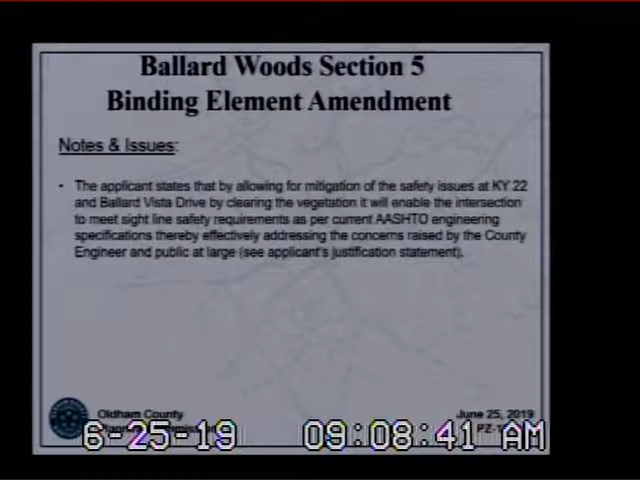 Ballard Woods Section 5
Binding Element Amendment
Notes & Issues:
• The applicant states that by allowing for mitigation of the safety issues at KY 22
and Ballard Vista Drive by clearing the vegetation it will enable the intersection
to meet sight line safety requirements as per current AASHTO engineering
specifications thereby effectively addressing the concerns raised by the County
Engineer and public at large (see applicant's justification statement).
Oldham County
June 25, 2019
6-25-19 09:08:41 AM